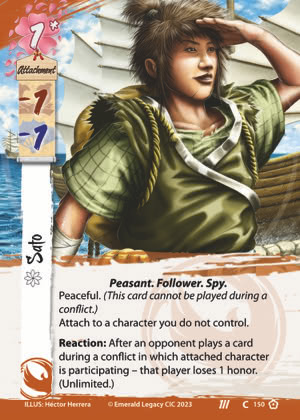 1*
Attachment
-1
-1
Sato
Peasant. Follower. Spy.
Peaceful. (This card cannot be played during a
conflict.)
Attach to a character you do not control.
Reaction: After an opponent plays a card
during a conflict in which attached character
is participating – that player loses 1 honor.
(Unlimited.)
ILLUS: Héctor Herrera © Emerald Legacy CIC 2023 C 150